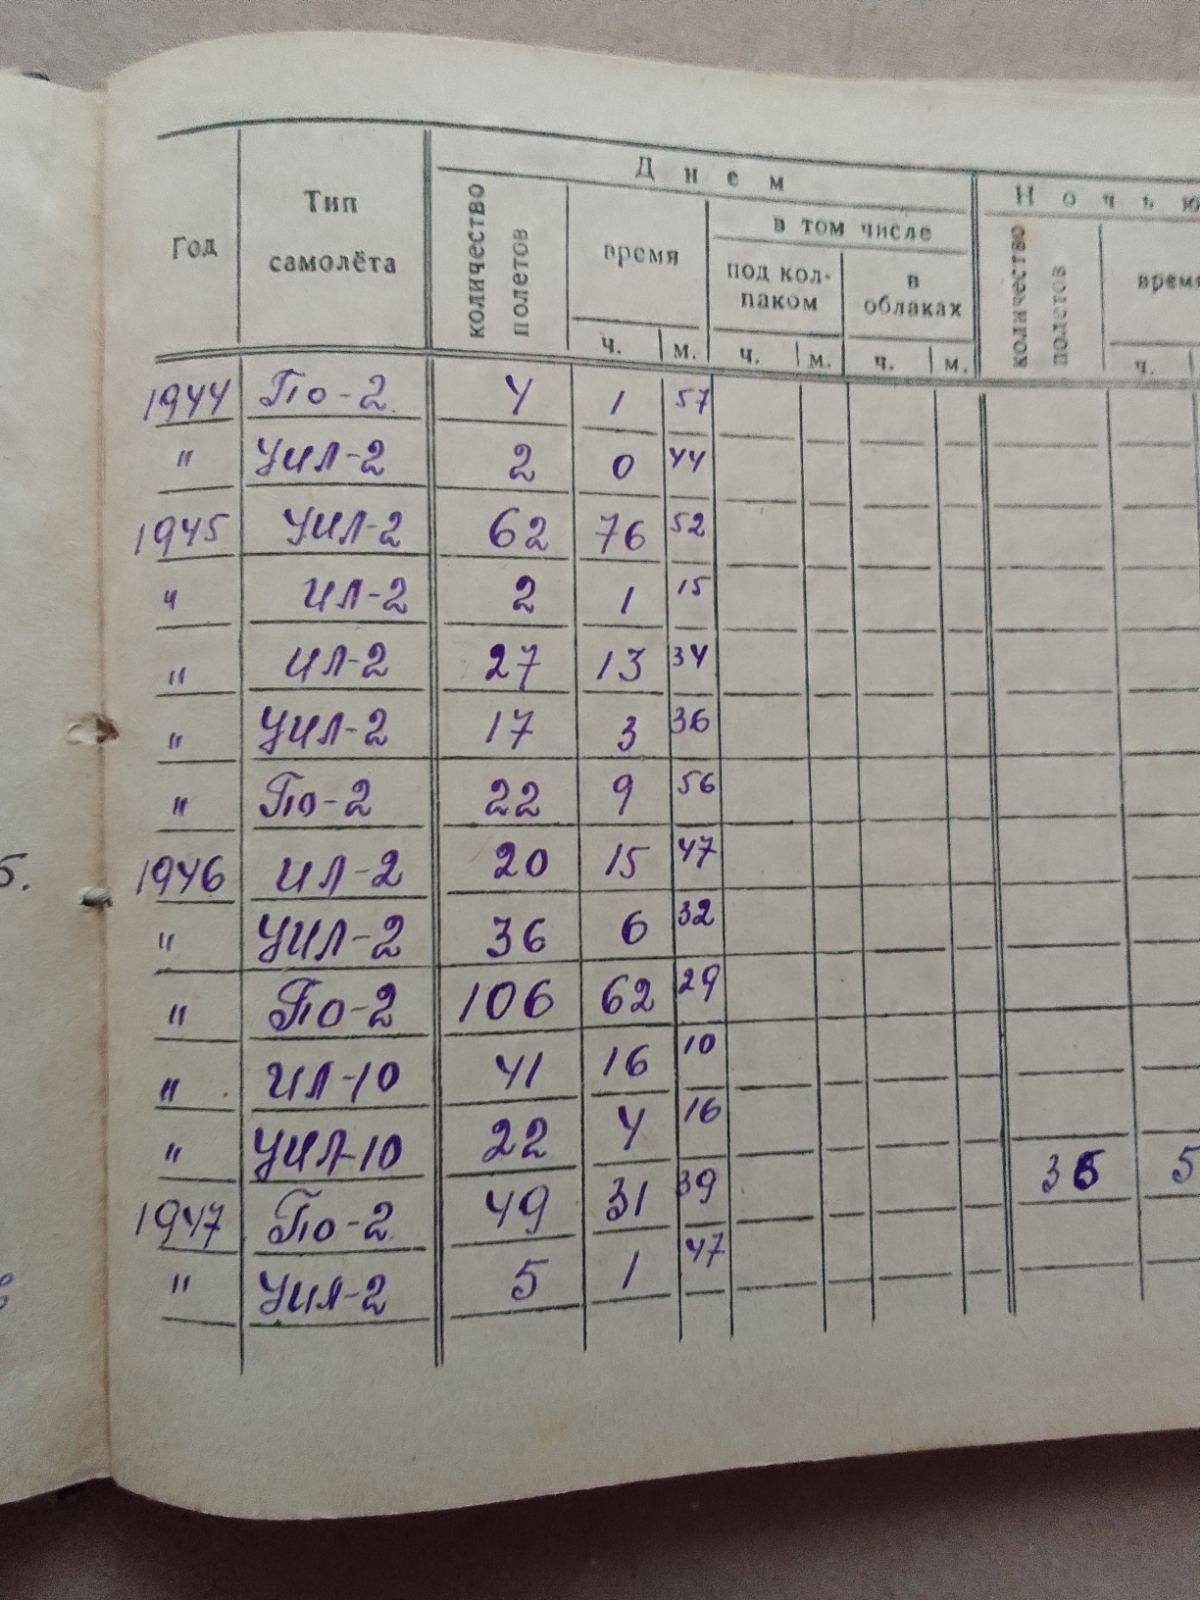 Год Тип самолёта Днем Ночью
количество полетов время в том числе количество полетов время
под колпаком в облаках
ч. м. ч. м. ч. м. ч.
1944 По-2 4 1 57
" УИЛ-2 2 0 44
1945 УИЛ-2 62 76 52
" ИЛ-2 2 1 15
" ИЛ-2 27 13 34
" УИЛ-2 17 3 36
" По-2 22 9 56
5. 1946 ИЛ-2 20 15 47
" УИЛ-2 36 6 32
" По-2 106 62 29
" ИЛ-10 41 16 10
" УИЛ-10 22 4 16
1947 По-2 49 31 39 5
" УИЛ-2 5 1 47